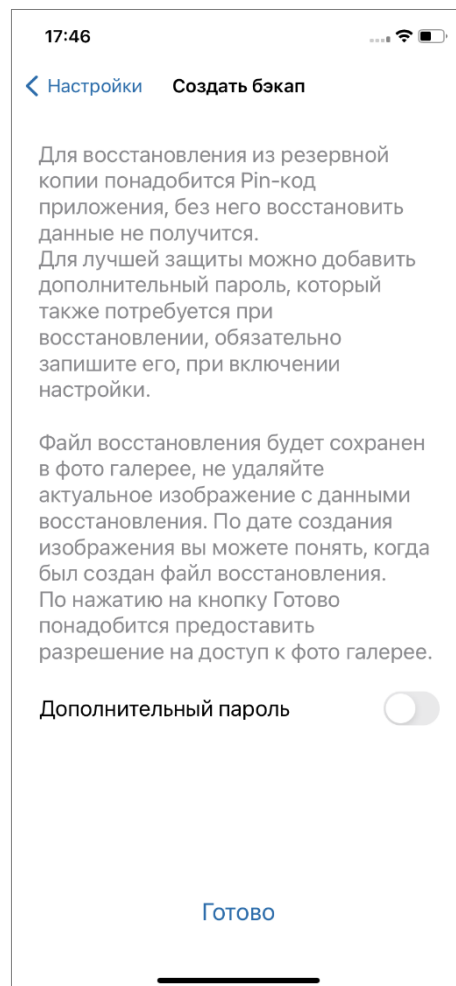 17:46
Настройки Создать бэкап
Для восстановления из резервной
копии понадобится Pin-код
приложения, без него восстановить
данные не получится.
Для лучшей защиты можно добавить
дополнительный пароль, который
также потребуется при
восстановлении, обязательно
запишите его, при включении
настройки.
Файл восстановления будет сохранен
в фото галерее, не удаляйте
актуальное изображение с данными
восстановления. По дате создания
изображения вы можете понять, когда
был создан файл восстановления.
По нажатию на кнопку Готово
понадобится предоставить
разрешение на доступ к фото галерее.
Дополнительный пароль
Готово